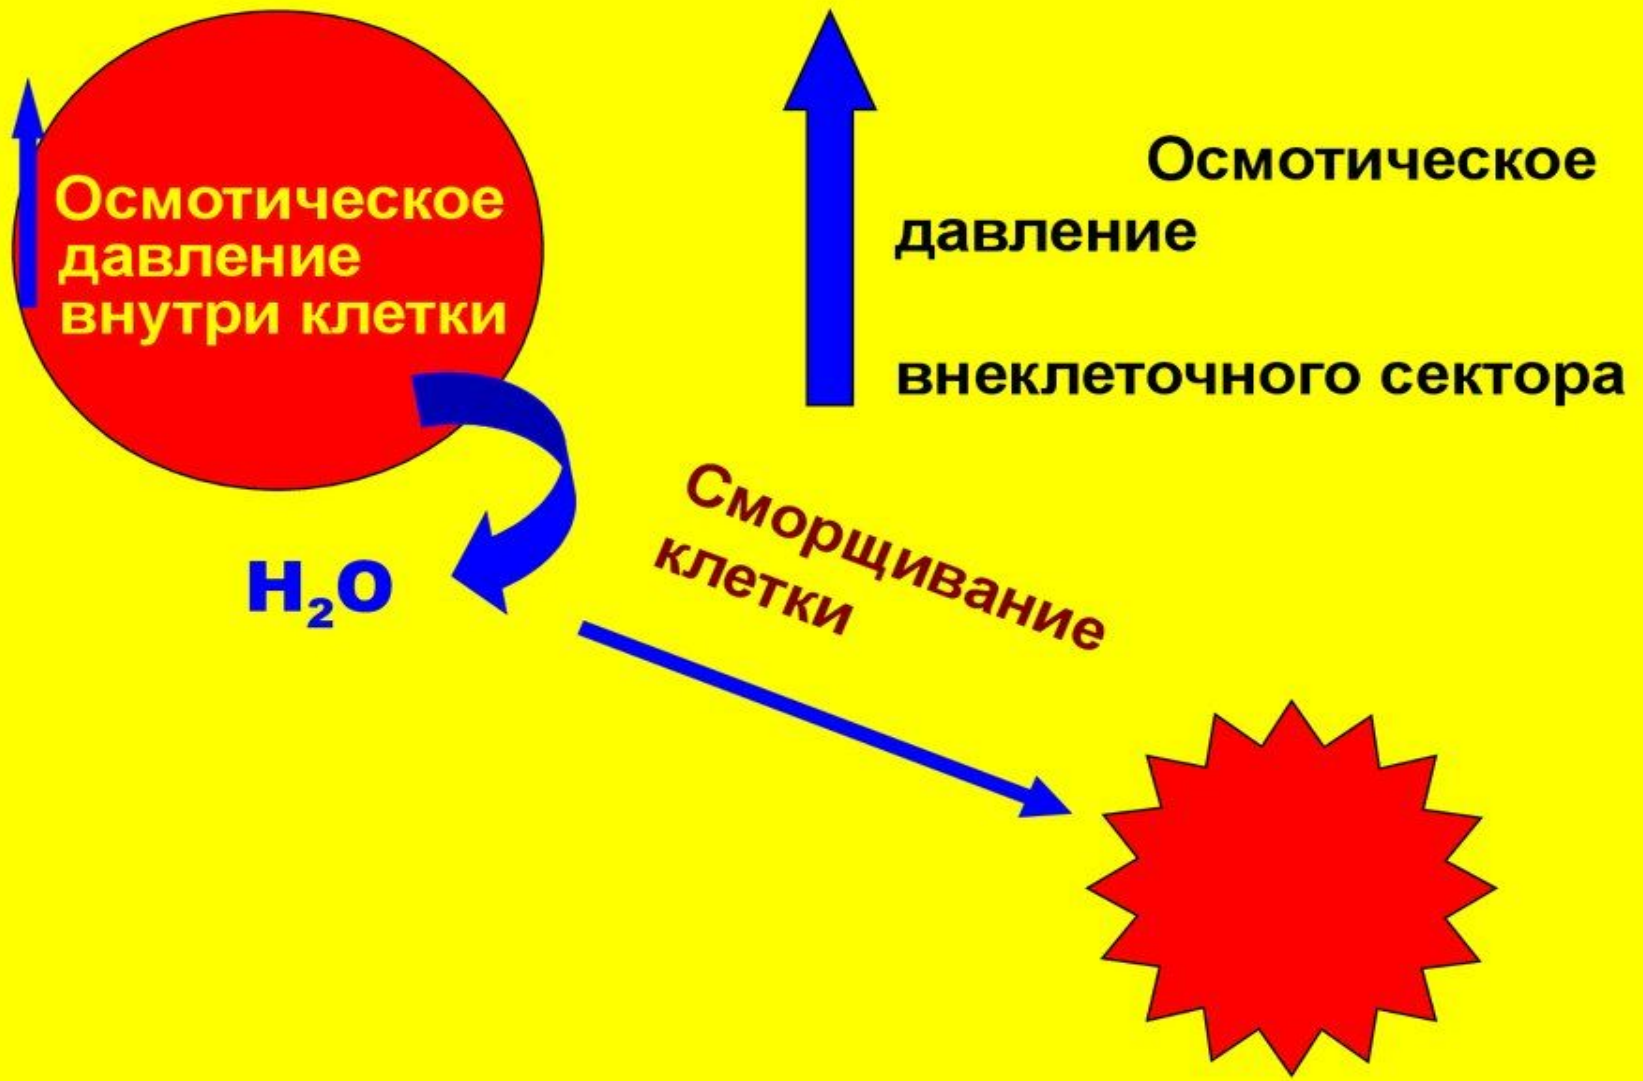 Осмотическое
давление
внутри клетки
Осмотическое
давление
внеклеточного сектора
Сморщивание
клетки
H₂O